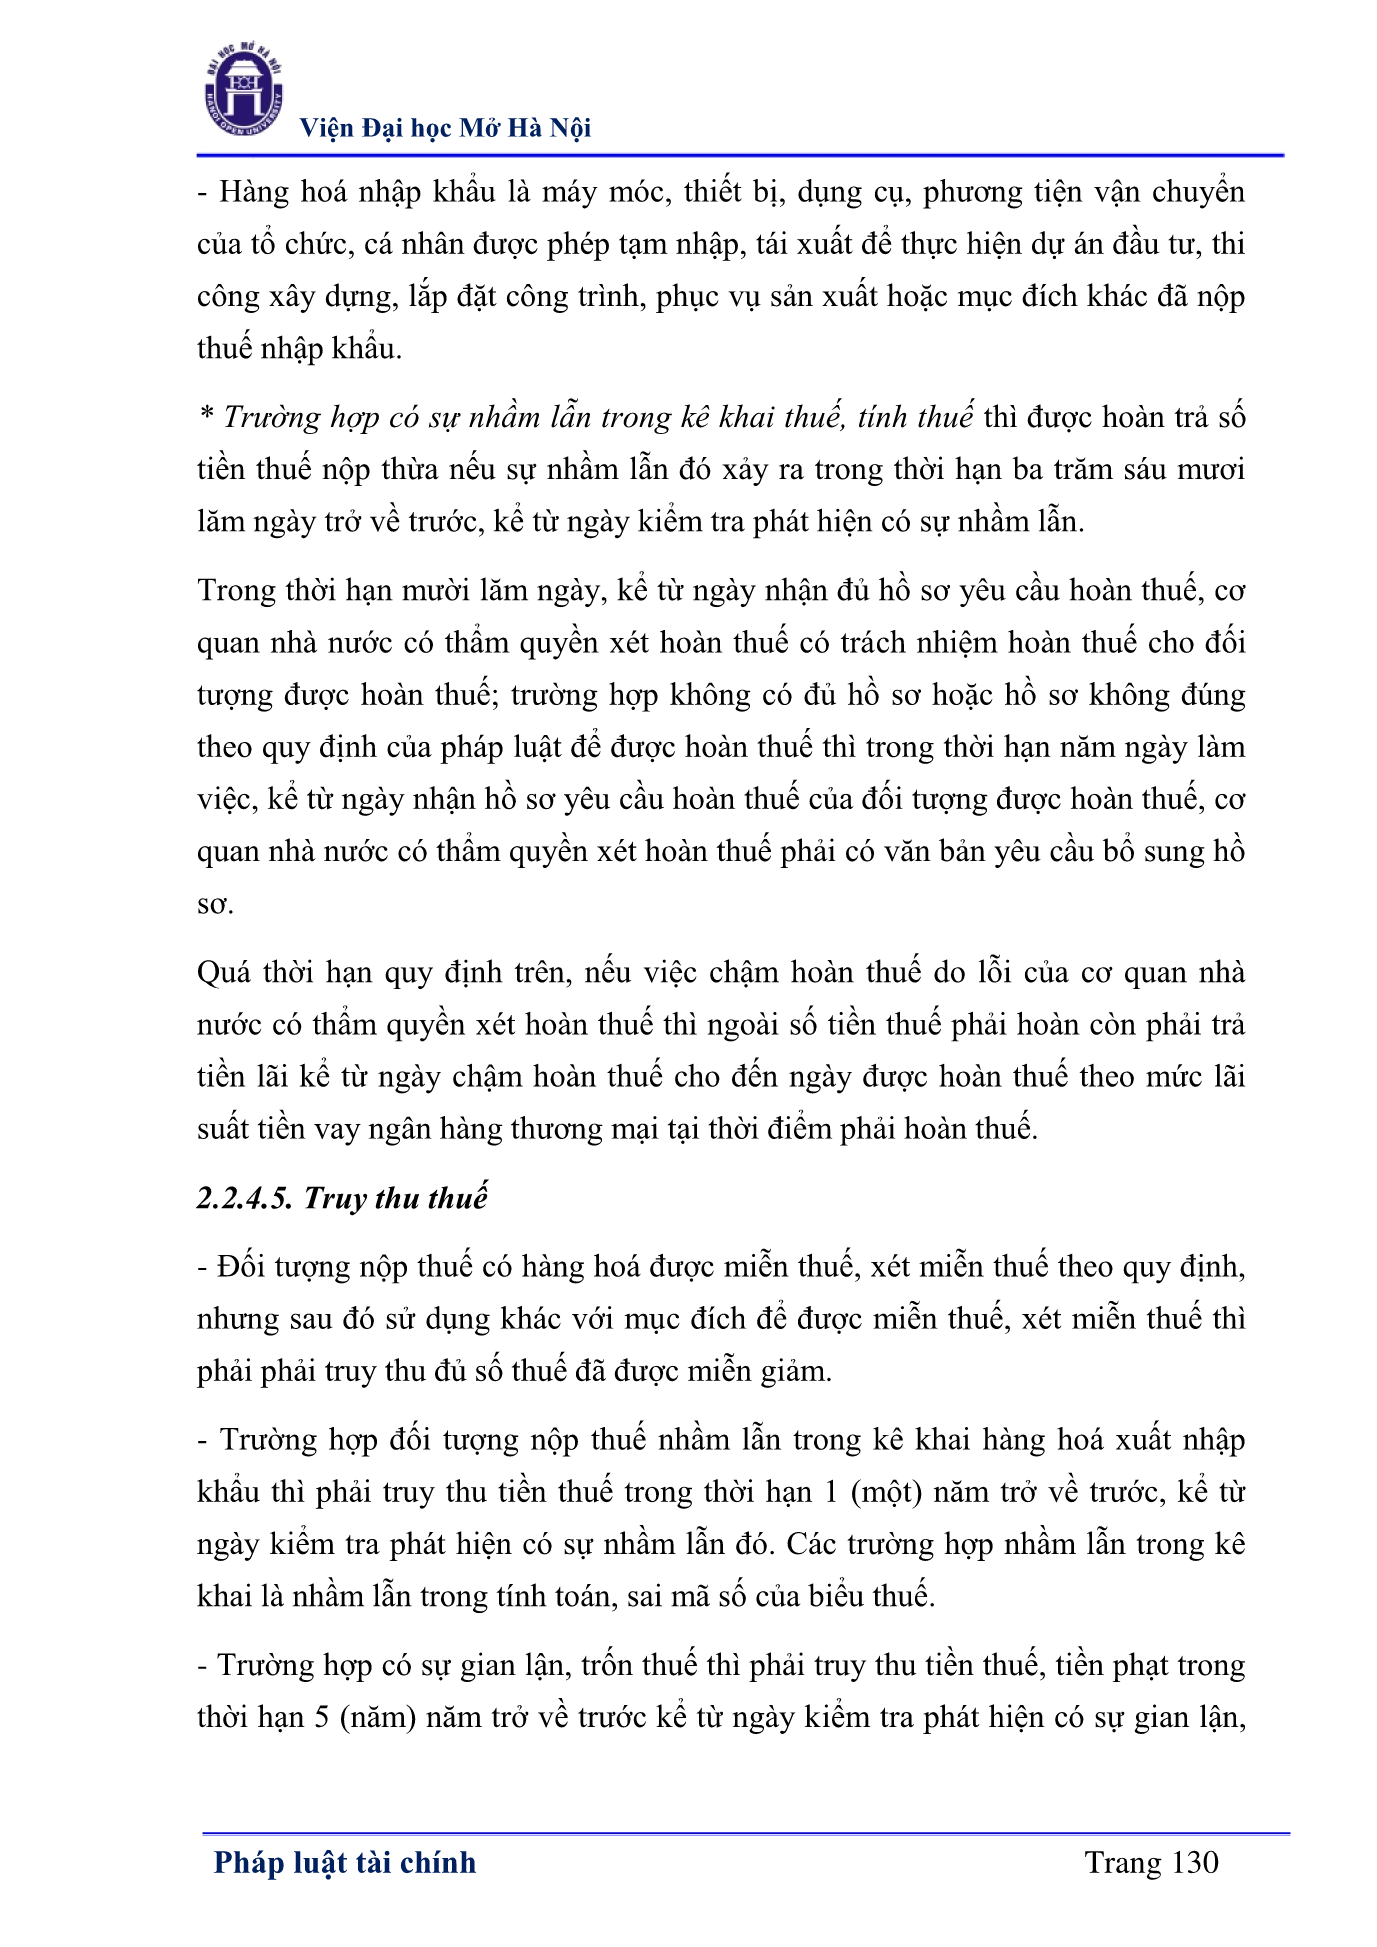 ĐẠI HỌC MỞ HÀ NỘI
HANOI OPEN UNIVERSITY
Viện Đại học Mở Hà Nội
- Hàng hoá nhập khẩu là máy móc, thiết bị, dụng cụ, phương tiện vận chuyển
của tổ chức, cá nhân được phép tạm nhập, tái xuất để thực hiện dự án đầu tư, thi
công xây dựng, lắp đặt công trình, phục vụ sản xuất hoặc mục đích khác đã nộp
thuế nhập khẩu.
* Trường hợp có sự nhầm lẫn trong kê khai thuế, tính thuế thì được hoàn trả số
tiền thuế nộp thừa nếu sự nhầm lẫn đó xảy ra trong thời hạn ba trăm sáu mươi
lăm ngày trở về trước, kể từ ngày kiểm tra phát hiện có sự nhầm lẫn.
Trong thời hạn mười lăm ngày, kể từ ngày nhận đủ hồ sơ yêu cầu hoàn thuế, cơ
quan nhà nước có thẩm quyền xét hoàn thuế có trách nhiệm hoàn thuế cho đối
tượng được hoàn thuế; trường hợp không có đủ hồ sơ hoặc hồ sơ không đúng
theo quy định của pháp luật để được hoàn thuế thì trong thời hạn năm ngày làm
việc, kể từ ngày nhận hồ sơ yêu cầu hoàn thuế của đối tượng được hoàn thuế, cơ
quan nhà nước có thẩm quyền xét hoàn thuế phải có văn bản yêu cầu bổ sung hồ
sơ.
Quá thời hạn quy định trên, nếu việc chậm hoàn thuế do lỗi của cơ quan nhà
nước có thẩm quyền xét hoàn thuế thì ngoài số tiền thuế phải hoàn còn phải trả
tiền lãi kể từ ngày chậm hoàn thuế cho đến ngày được hoàn thuế theo mức lãi
suất tiền vay ngân hàng thương mại tại thời điểm phải hoàn thuế.
2.2.4.5. Truy thu thuế
- Đối tượng nộp thuế có hàng hoá được miễn thuế, xét miễn thuế theo quy định,
nhưng sau đó sử dụng khác với mục đích để được miễn thuế, xét miễn thuế thì
phải phải truy thu đủ số thuế đã được miễn giảm.
- Trường hợp đối tượng nộp thuế nhầm lẫn trong kê khai hàng hoá xuất nhập
khẩu thì phải truy thu tiền thuế trong thời hạn 1 (một) năm trở về trước, kể từ
ngày kiểm tra phát hiện có sự nhầm lẫn đó. Các trường hợp nhầm lẫn trong kê
khai là nhầm lẫn trong tính toán, sai mã số của biểu thuế.
- Trường hợp có sự gian lận, trốn thuế thì phải truy thu tiền thuế, tiền phạt trong
thời hạn 5 (năm) năm trở về trước kể từ ngày kiểm tra phát hiện có sự gian lận,
Pháp luật tài chính Trang 130